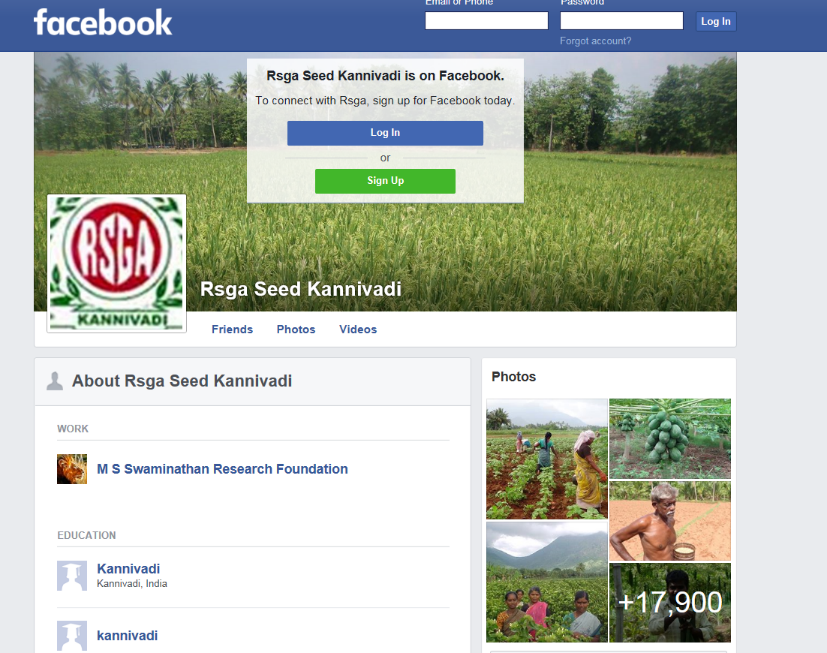 facebook
Email or Phone
Password
Log In
Forgot account?
Rsga Seed Kannivadi is on Facebook.
To connect with Rsga, sign up for Facebook today.
Log In
or
Sign Up
RSGA
KANNIVADI
Rsga Seed Kannivadi
Friends
Photos
Videos
About Rsga Seed Kannivadi
WORK
M S Swaminathan Research Foundation
EDUCATION
Kannivadi
Kannivadi, India
kannivadi
Photos
+17,900